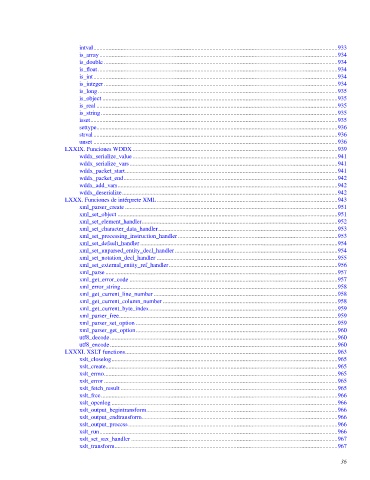 intval 933
is_array 934
is_double 934
is_float 934
is_int 934
is_integer 934
is_long 935
is_object 935
is_real 935
is_string 935
isset 935
settype 936
strval 936
unset 936
LXXIX. Funciones WDDX 939
wddx_serialize_value 941
wddx_serialize_vars 941
wddx_packet_start 941
wddx_packet_end 942
wddx_add_vars 942
wddx_deserialize 942
LXXX. Funciones de intérprete XML 943
xml_parser_create 951
xml_set_object 951
xml_set_element_handler 952
xml_set_character_data_handler 953
xml_set_processing_instruction_handler 953
xml_set_default_handler 954
xml_set_unparsed_entity_decl_handler 954
xml_set_notation_decl_handler 955
xml_set_external_entity_ref_handler 956
xml_parse 957
xml_get_error_code 957
xml_error_string 958
xml_get_current_line_number 958
xml_get_current_column_number 958
xml_get_current_byte_index 959
xml_parser_free 959
xml_parser_set_option 959
xml_parser_get_option 960
utf8_decode 960
utf8_encode 960
LXXXI. XSLT functions 963
xslt_closelog 965
xslt_create 965
xslt_errno 965
xslt_error 965
xslt_fetch_result 965
xslt_free 966
xslt_openlog 966
xslt_output_begintransform 966
xslt_output_endtransform 966
xslt_output_process 966
xslt_run 966
xslt_set_sax_handler 967
xslt_transform 967
36